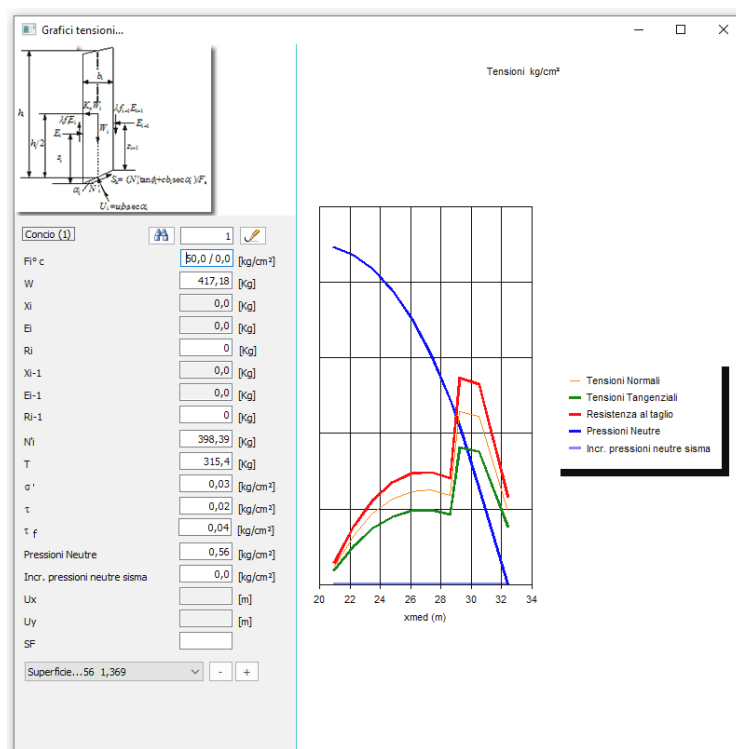 Grafici tensioni...
Tensioni kg/cm²
Concio (1)
1
Fi° c
50,0 / 0,0
[kg/cm²]
W
417,18
[Kg]
Xi
0,0
[Kg]
Ei
0,0
[Kg]
Ri
0
[Kg]
Xi-1
0,0
[Kg]
Ei-1
0,0
[Kg]
Ri-1
0
[Kg]
N'i
398,39
[Kg]
T
315,4
[Kg]
σ'
0,03
[kg/cm²]
τ
0,02
[kg/cm²]
τ f
0,04
[kg/cm²]
Pressioni Neutre
0,56
[kg/cm²]
Incr. pressioni neutre sisma
0,0
[kg/cm²]
Ux
[m]
Uy
[m]
SF
Superficie...56 1,369
-
+
20 22 24 26 28 30 32 34
xmed (m)
Tensioni Normali
Tensioni Tangenziali
Resistenza al taglio
Pressioni Neutre
Incr. pressioni neutre sisma